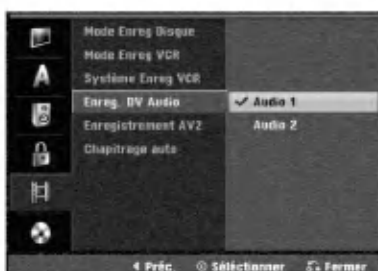 Mode Enreg Disque
Mode Enreg VCR
Système Enreg VCR
Enreg. DV Audio
✓ Audio 1
Enregistrement AV2
Audio 2
Chapitrage auto
A
Préc.
Séléctionner
Fermer